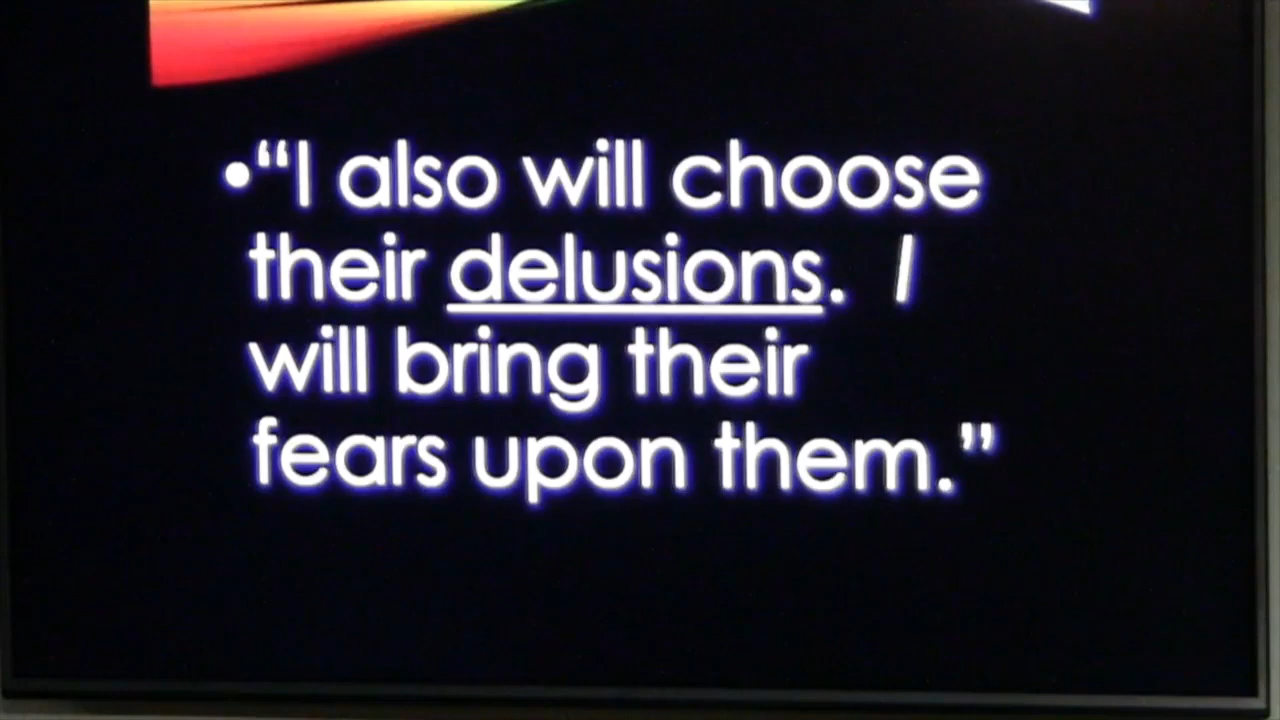 •“I also will choose
their delusions.  I
will bring their
fears upon them.”